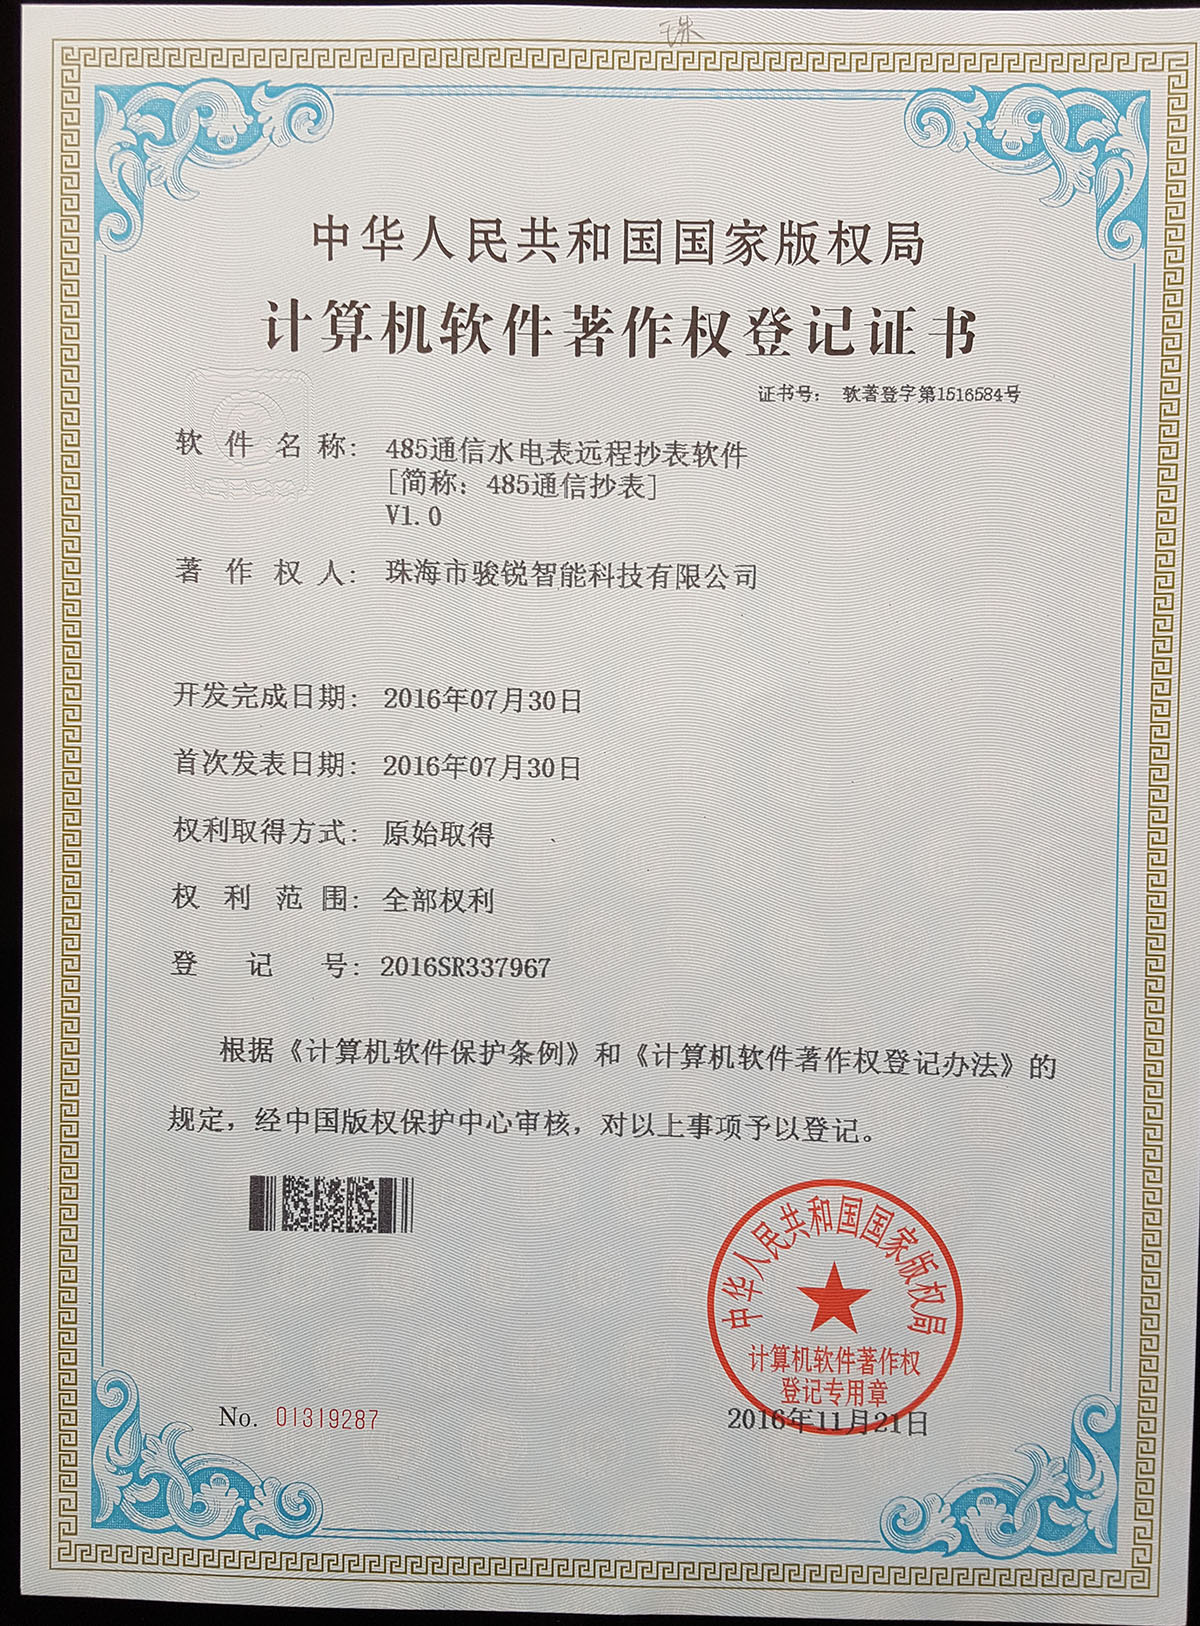 珠
中华人民共和国国家版权局
计算机软件著作权登记证书
证书号： 软著登字第1516584号
软件名称： 485通信水电表远程抄表软件
[简称：485通信抄表]
V1.0
著作权人： 珠海市骏锐智能科技有限公司
开发完成日期： 2016年07月30日
首次发表日期： 2016年07月30日
权利取得方式： 原始取得
权利范围： 全部权利
登记号： 2016SR337967
根据《计算机软件保护条例》和《计算机软件著作权登记办法》的
规定，经中国版权保护中心审核，对以上事项予以登记。
中华人民共和国国家版权局
计算机软件著作权
登记专用章
No. 01319287
2016年11月21日